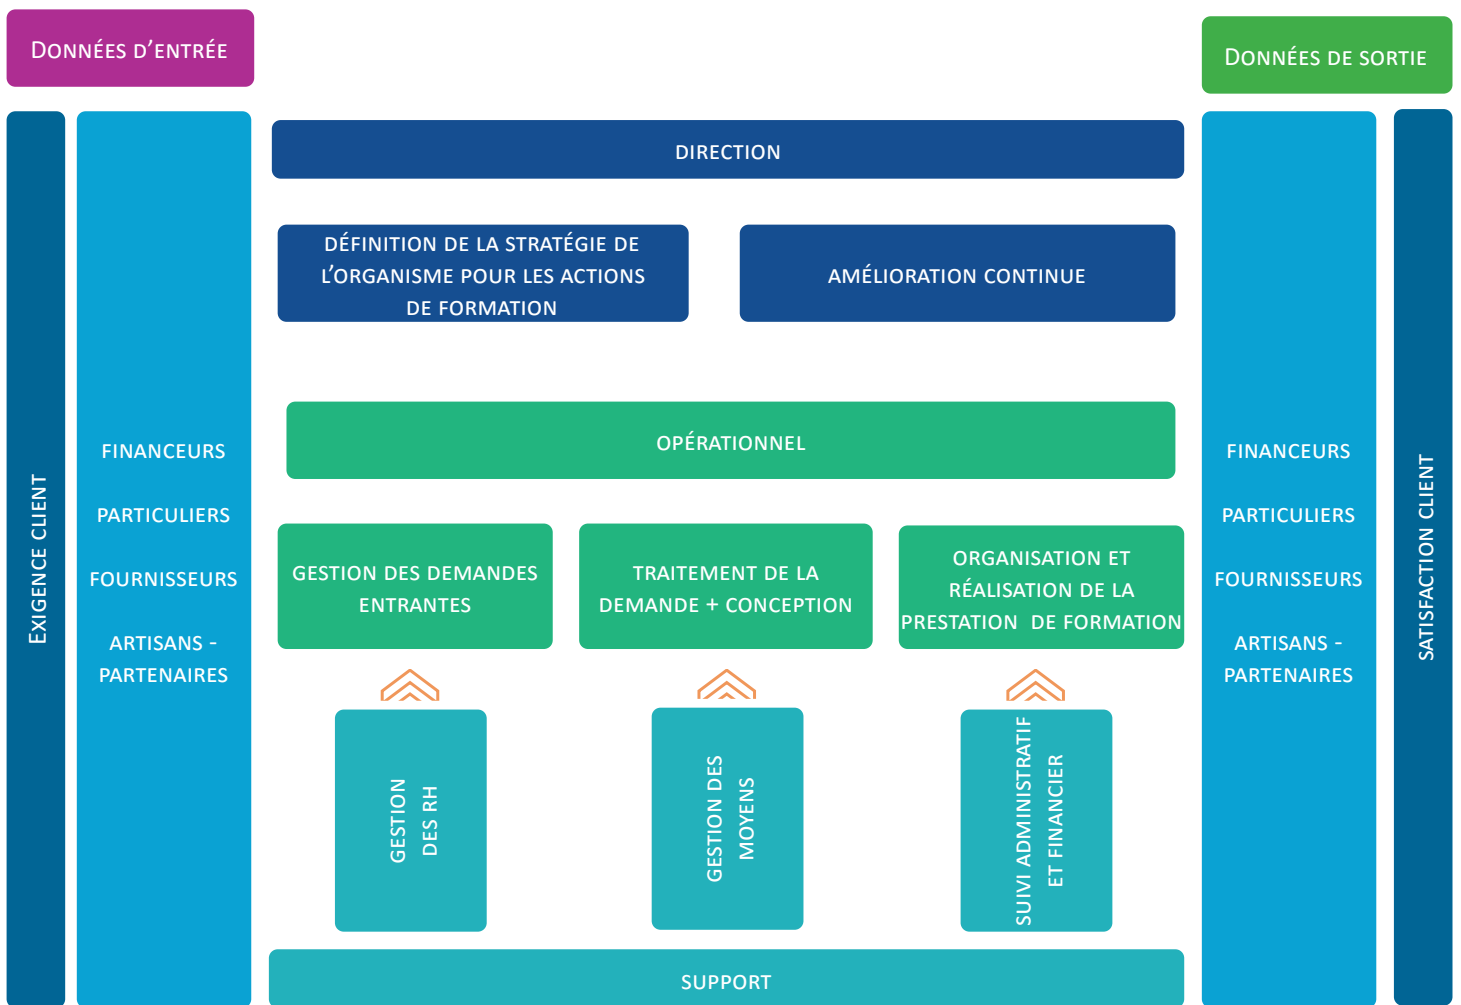 Données d’entrée
Données de sortie
Exigence client
financeurs
particuliers
fournisseurs
artisans -
partenaires
direction
définition de la stratégie de
l’organisme pour les actions
de formation
amélioration continue
opérationnel
gestion des demandes
entrantes
traitement de la
demande + conception
organisation et
réalisation de la
prestation  de formation
gestion
des rh
gestion des
moyens
suivi administratif
et financier
support
financeurs
particuliers
fournisseurs
artisans -
partenaires
satisfaction client